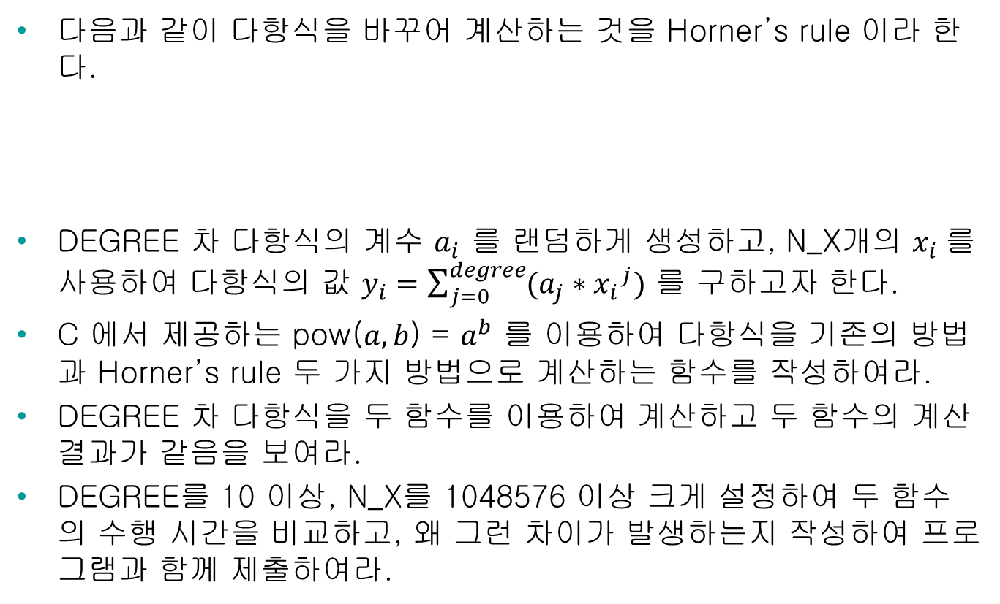 • 다음과 같이 다항식을 바꾸어 계산하는 것을 Horner’s rule 이라 한
다.
• DEGREE 차 다항식의 계수 𝑎ᵢ 를 랜덤하게 생성하고, N_X개의 𝑥ᵢ 를
사용하여 다항식의 값 𝑦ᵢ = ∑_{𝑗=0}^{𝑑𝑒𝑔𝑟𝑒𝑒}(𝑎ⱼ ∗ 𝑥ᵢ^𝑗) 를 구하고자 한다.
• C 에서 제공하는 pow(𝑎, 𝑏) = 𝑎^𝑏 를 이용하여 다항식을 기존의 방법
과 Horner’s rule 두 가지 방법으로 계산하는 함수를 작성하여라.
• DEGREE 차 다항식을 두 함수를 이용하여 계산하고 두 함수의 계산
결과가 같음을 보여라.
• DEGREE를 10 이상, N_X를 1048576 이상 크게 설정하여 두 함수
의 수행 시간을 비교하고, 왜 그런 차이가 발생하는지 작성하여 프로
그램과 함께 제출하여라.